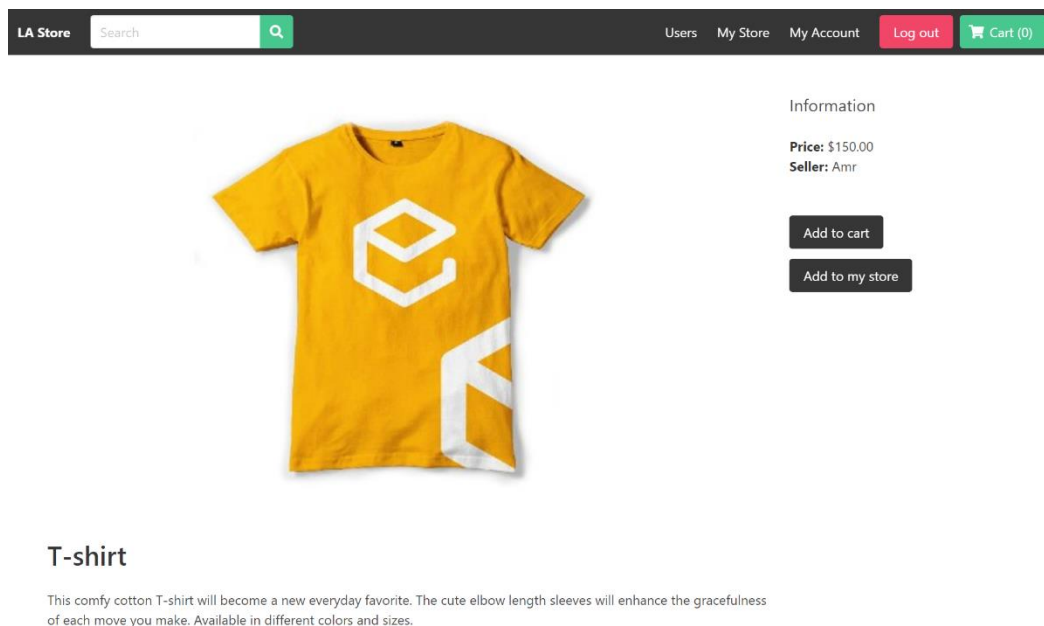 LA Store
Search
Users
My Store
My Account
Log out
Cart (0)
Information
Price: $150.00
Seller: Amr
Add to cart
Add to my store
T-shirt
This comfy cotton T-shirt will become a new everyday favorite. The cute elbow length sleeves will enhance the gracefulness
of each move you make. Available in different colors and sizes.